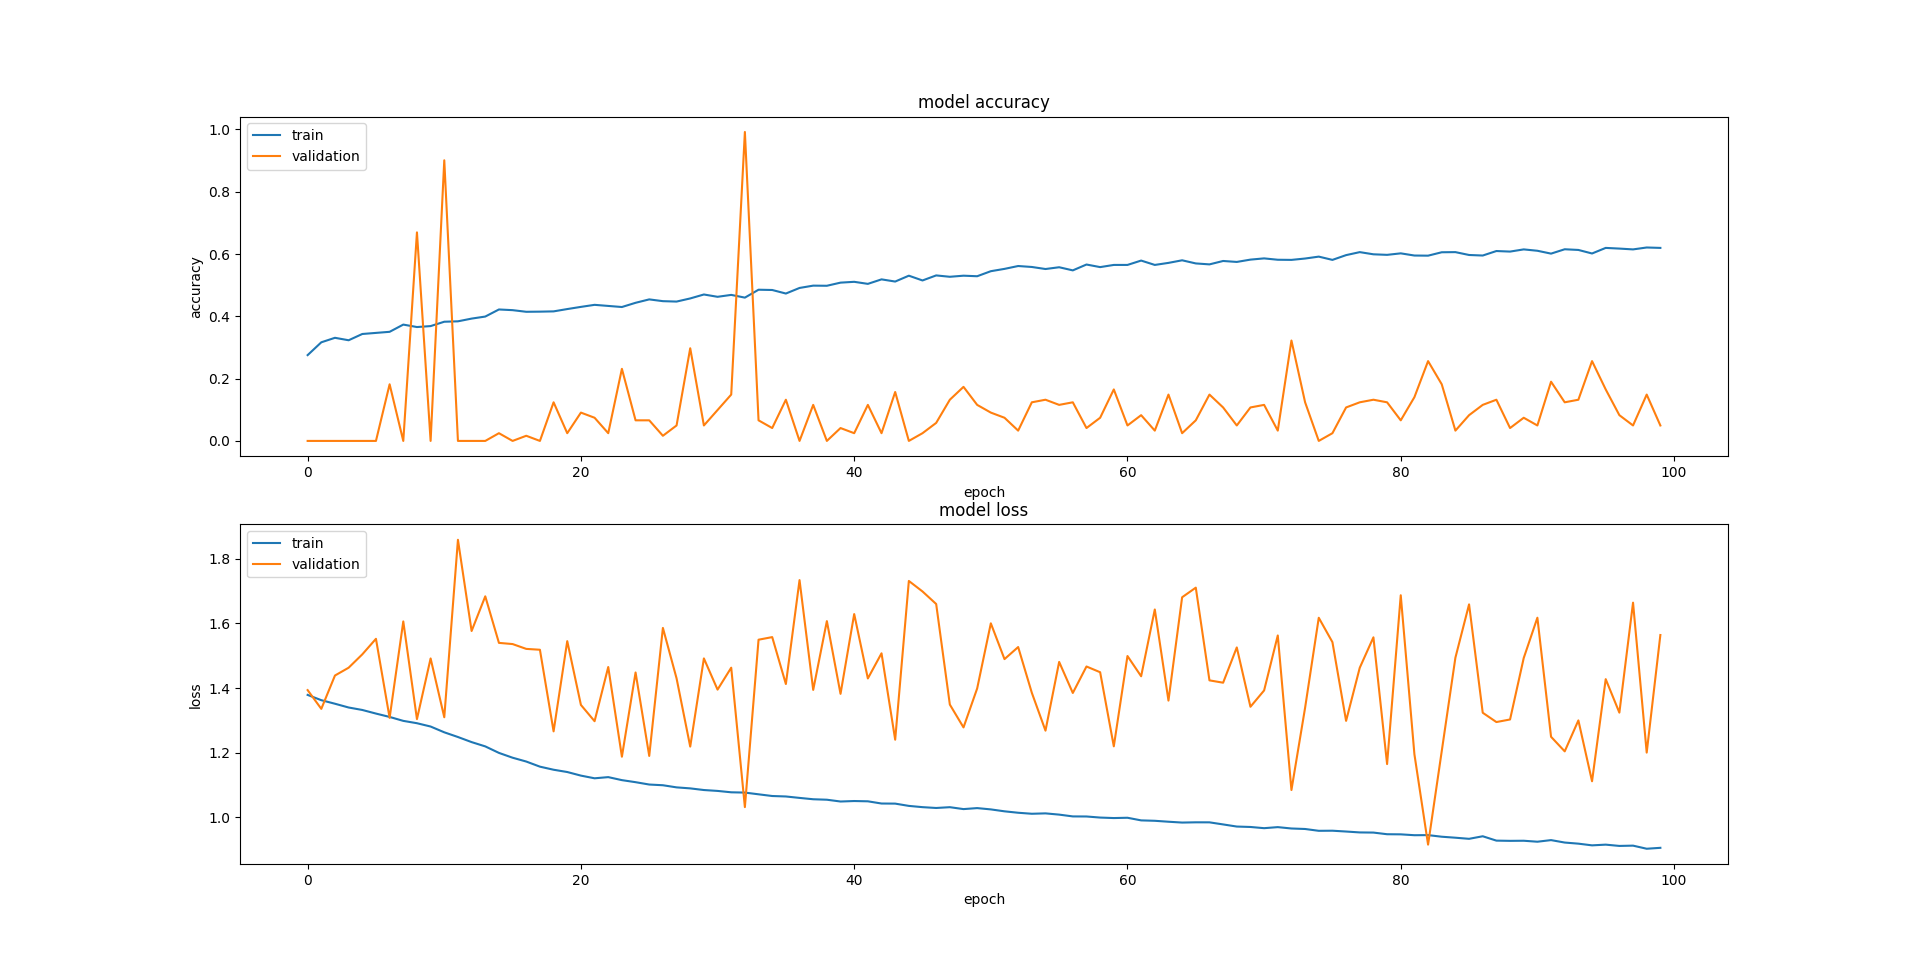 model accuracy
train
validation
1.0
0.8
0.6
0.4
0.2
0.0
accuracy
0 20 40 60 80 100
epoch
model loss
train
validation
1.8
1.6
1.4
1.2
1.0
loss
0 20 40 60 80 100
epoch